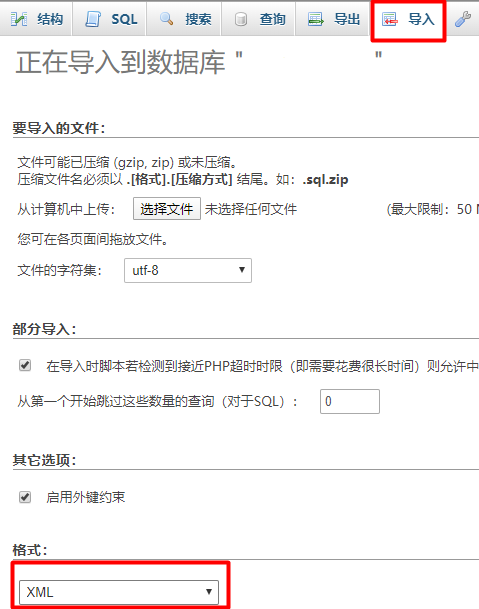 结构 SQL 搜索 查询 导出 导入
正在导入到数据库 " "
要导入的文件：
文件可能已压缩 (gzip, zip) 或未压缩。
压缩文件名必须以 .[格式].[压缩方式] 结尾。如：.sql.zip
从计算机中上传： 选择文件 未选择任何文件 (最大限制：50
您可在各页面间拖放文件。
文件的字符集： utf-8
部分导入：
在导入时脚本若检测到接近PHP超时时限（即需要花费很长时间）则允许中
从第一个开始跳过这些数量的查询（对于SQL）： 0
其它选项：
启用外键约束
格式：
XML